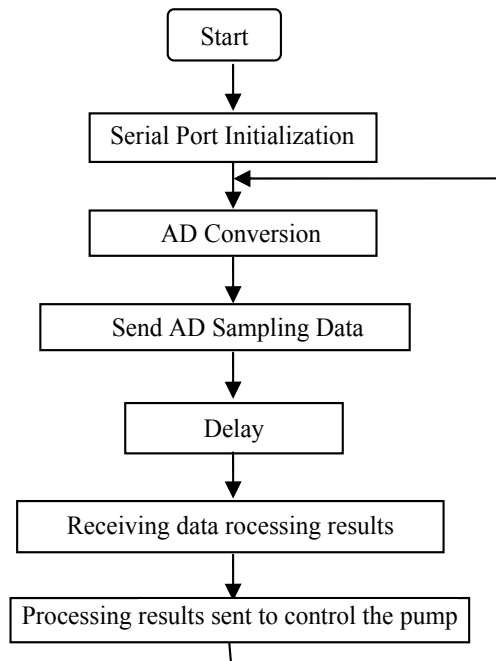 Start
Serial Port Initialization
AD Conversion
Send AD Sampling Data
Delay
Receiving data rocessing results
Processing results sent to control the pump